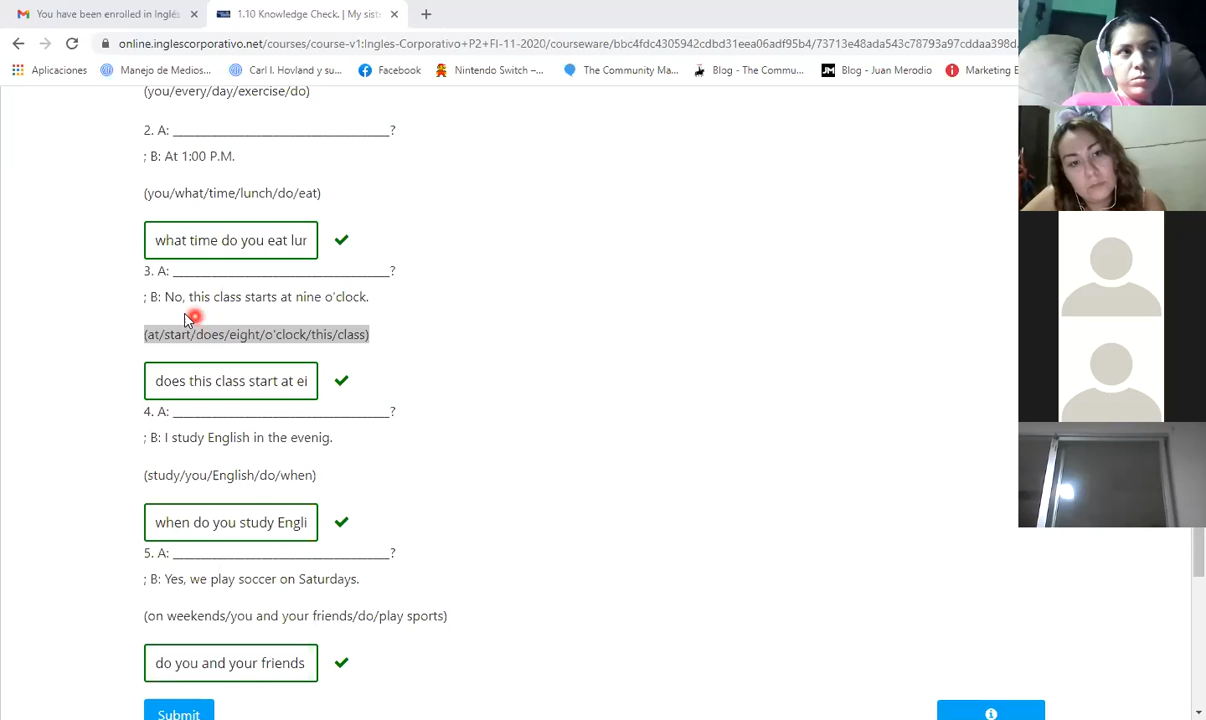 You have been enrolled in Inglés
1.10 Knowledge Check. | My sist
online.inglescorporativo.net/courses/course-v1:Ingles-Corporativo+P2+FI-11-2020/courseware/bbc4fdc4305942cdbd31eea06adf95b4/73713e48ada543c78793a97cddaa398d
Aplicaciones
Manejo de Medios...
Carl I. Hovland y su...
Facebook
Nintendo Switch –...
The Community Ma...
Blog - The Commu...
Blog - Juan Merodio
Marketing E
(you/every/day/exercise/do)
2. A: ________________________________?
; B: At 1:00 P.M.
(you/what/time/lunch/do/eat)
what time do you eat lur
3. A: ________________________________?
; B: No, this class starts at nine o'clock.
(at/start/does/eight/o'clock/this/class)
does this class start at ei
4. A: ________________________________?
; B: I study English in the evenig.
(study/you/English/do/when)
when do you study Engli
5. A: ________________________________?
; B: Yes, we play soccer on Saturdays.
(on weekends/you and your friends/do/play sports)
do you and your friends
Submit